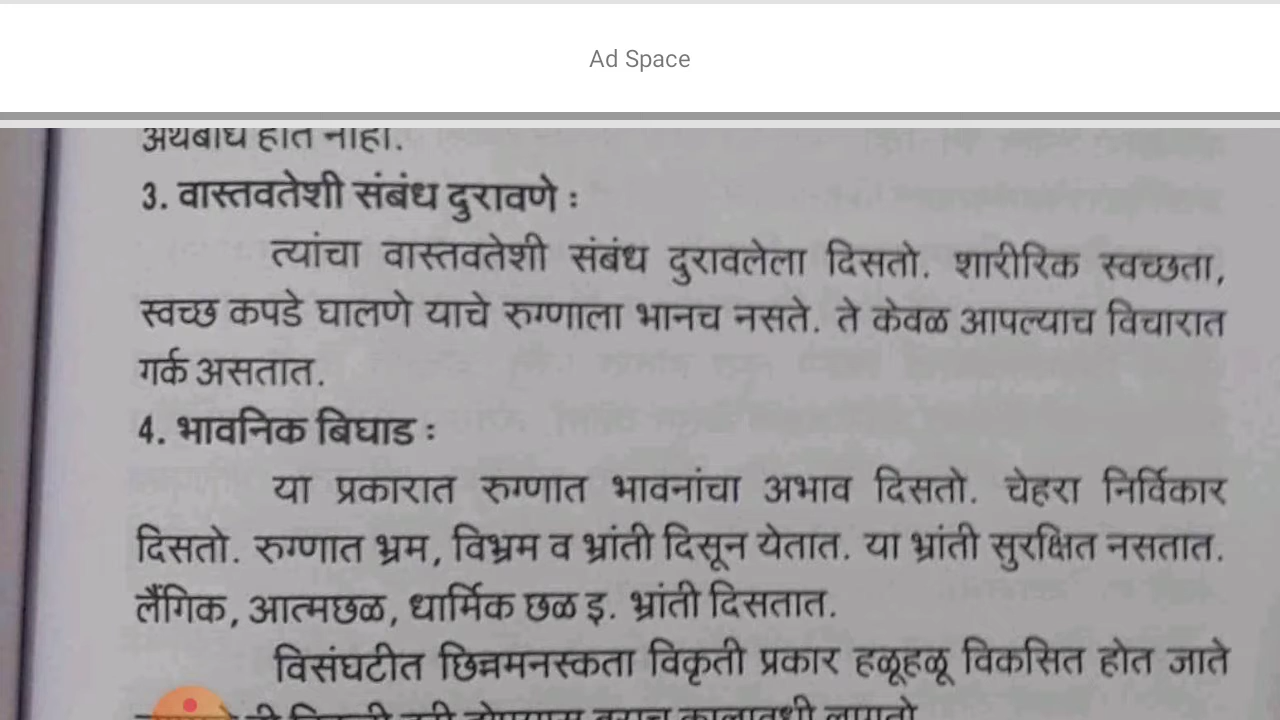 Ad Space
अर्थबोध होत नाही.
3. वास्तवतेशी संबंध दुरावणे :
त्यांचा वास्तवतेशी संबंध दुरावलेला दिसतो. शारीरिक स्वच्छता,
स्वच्छ कपडे घालणे याचे रुग्णाला भानच नसते. ते केवळ आपल्याच विचारात
गर्क असतात.
4. भावनिक बिघाड :
या प्रकारात रुग्णात भावनांचा अभाव दिसतो. चेहरा निर्विकार
दिसतो. रुग्णात भ्रम, विभ्रम व भ्रांती दिसून येतात. या भ्रांती सुरक्षित नसतात.
लैंगिक, आत्मछळ, धार्मिक छळ इ. भ्रांती दिसतात.
विसंघटीत छिन्नमनस्कता विकृती प्रकार हळूहळू विकसित होत जाते